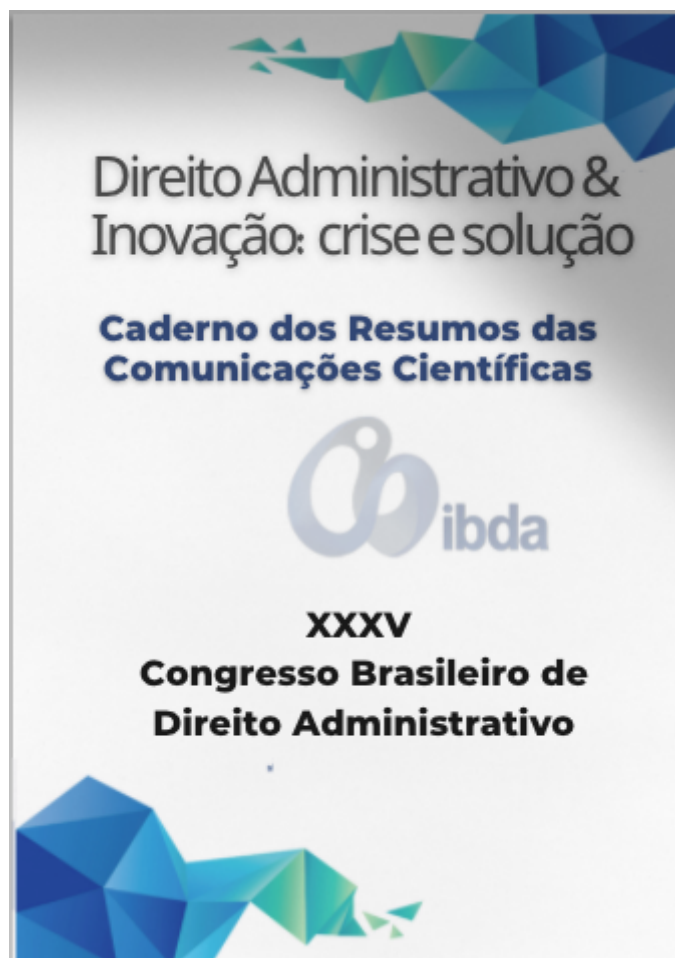 Direito Administrativo &
Inovação: crise e solução
Caderno dos Resumos das
Comunicações Científicas
ibda
XXXV
Congresso Brasileiro de
Direito Administrativo